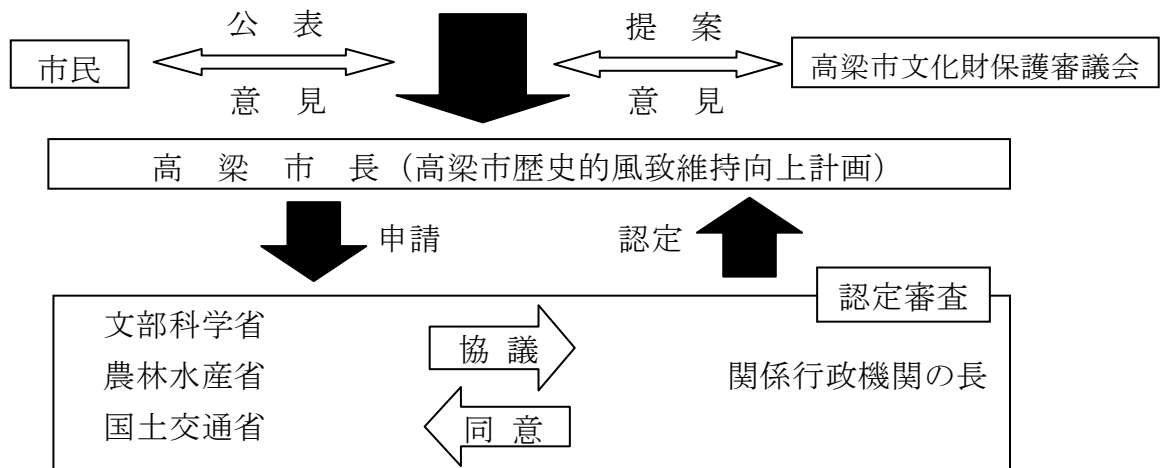 公 表
提 案
市民
高梁市文化財保護審議会
意 見
意 見
高 梁 市 長（高梁市歴史的風致維持向上計画）
申請
認定
認定審査
文部科学省
協 議
農林水産省
関係行政機関の長
国土交通省
同 意